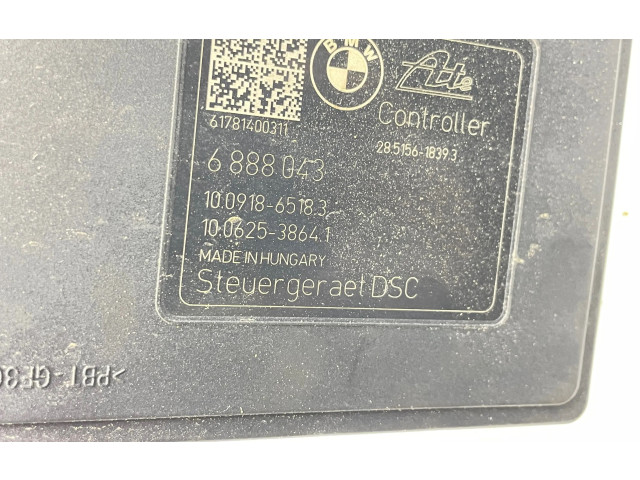 BMW
Ate
Controller
61781400311
28.5156-1839.3
6 888 043
10.0918-6518.3
10.0625-3864.1
MADE IN HUNGARY
Steuergeraet DSC
>PBT-GF30